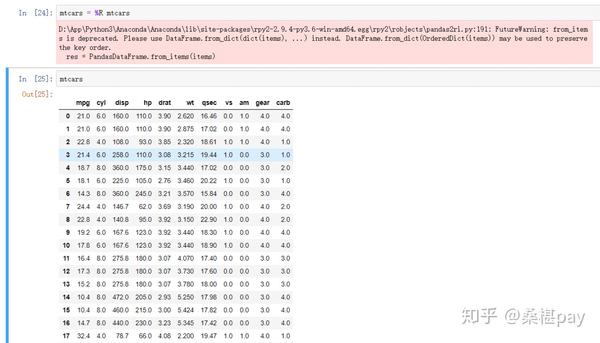 In [24]: mtcars = %R mtcars
D:\App\Python3\Anaconda\Anaconda\lib\site-packages\rpy2-2.9.4-py3.6-win-amd64.egg\rpy2\robjects\pandas2ri.py:191: FutureWarning: from_item
s is deprecated. Please use DataFrame.from_dict(dict(items), ...) instead. DataFrame.from_dict(OrderedDict(items)) may be used to preserve
the key order.
res = PandasDataFrame.from_items(items)
In [25]: mtcars
Out[25]:
mpg cyl disp hp drat wt qsec vs am gear carb
0 21.0 6.0 160.0 110.0 3.90 2.620 16.46 0.0 1.0 4.0 4.0
1 21.0 6.0 160.0 110.0 3.90 2.875 17.02 0.0 1.0 4.0 4.0
2 22.8 4.0 108.0 93.0 3.85 2.320 18.61 1.0 1.0 4.0 1.0
3 21.4 6.0 258.0 110.0 3.08 3.215 19.44 1.0 0.0 3.0 1.0
4 18.7 8.0 360.0 175.0 3.15 3.440 17.02 0.0 0.0 3.0 2.0
5 18.1 6.0 225.0 105.0 2.76 3.460 20.22 1.0 0.0 3.0 1.0
6 14.3 8.0 360.0 245.0 3.21 3.570 15.84 0.0 0.0 3.0 4.0
7 24.4 4.0 146.7 62.0 3.69 3.190 20.00 1.0 0.0 4.0 2.0
8 22.8 4.0 140.8 95.0 3.92 3.150 22.90 1.0 0.0 4.0 2.0
9 19.2 6.0 167.6 123.0 3.92 3.440 18.30 1.0 0.0 4.0 4.0
10 17.8 6.0 167.6 123.0 3.92 3.440 18.90 1.0 0.0 4.0 4.0
11 16.4 8.0 275.8 180.0 3.07 4.070 17.40 0.0 0.0 3.0 3.0
12 17.3 8.0 275.8 180.0 3.07 3.730 17.60 0.0 0.0 3.0 3.0
13 15.2 8.0 275.8 180.0 3.07 3.780 18.00 0.0 0.0 3.0 3.0
14 10.4 8.0 472.0 205.0 2.93 5.250 17.98 0.0 0.0 3.0 4.0
15 10.4 8.0 460.0 215.0 3.00 5.424 17.82 0.0 0.0 3.0 4.0
16 14.7 8.0 440.0 230.0 3.23 5.345 17.42 0.0 0.0 3.0 4.0
17 32.4 4.0 78.7 66.0 4.08 2.200 19.47 1.0 1.0 4.0 1.0
知乎 @桑椹pay